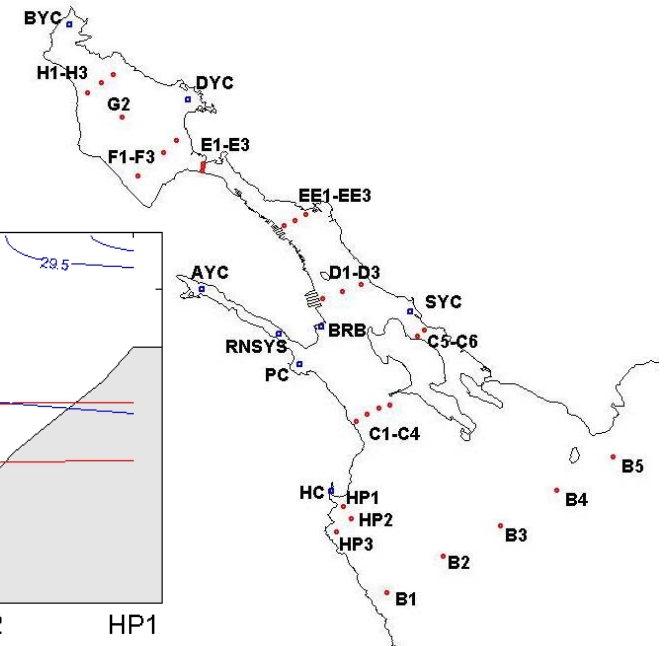 BYC
H1-H3
DYC
G2
E1-E3
F1-F3
EE1-EE3
29.5
AYC
D1-D3
SYC
BRB
RNSYS
C5-C6
PC
C1-C4
B5
HC
HP1
B4
HP2
B3
HP3
B2
B1
2
HP1